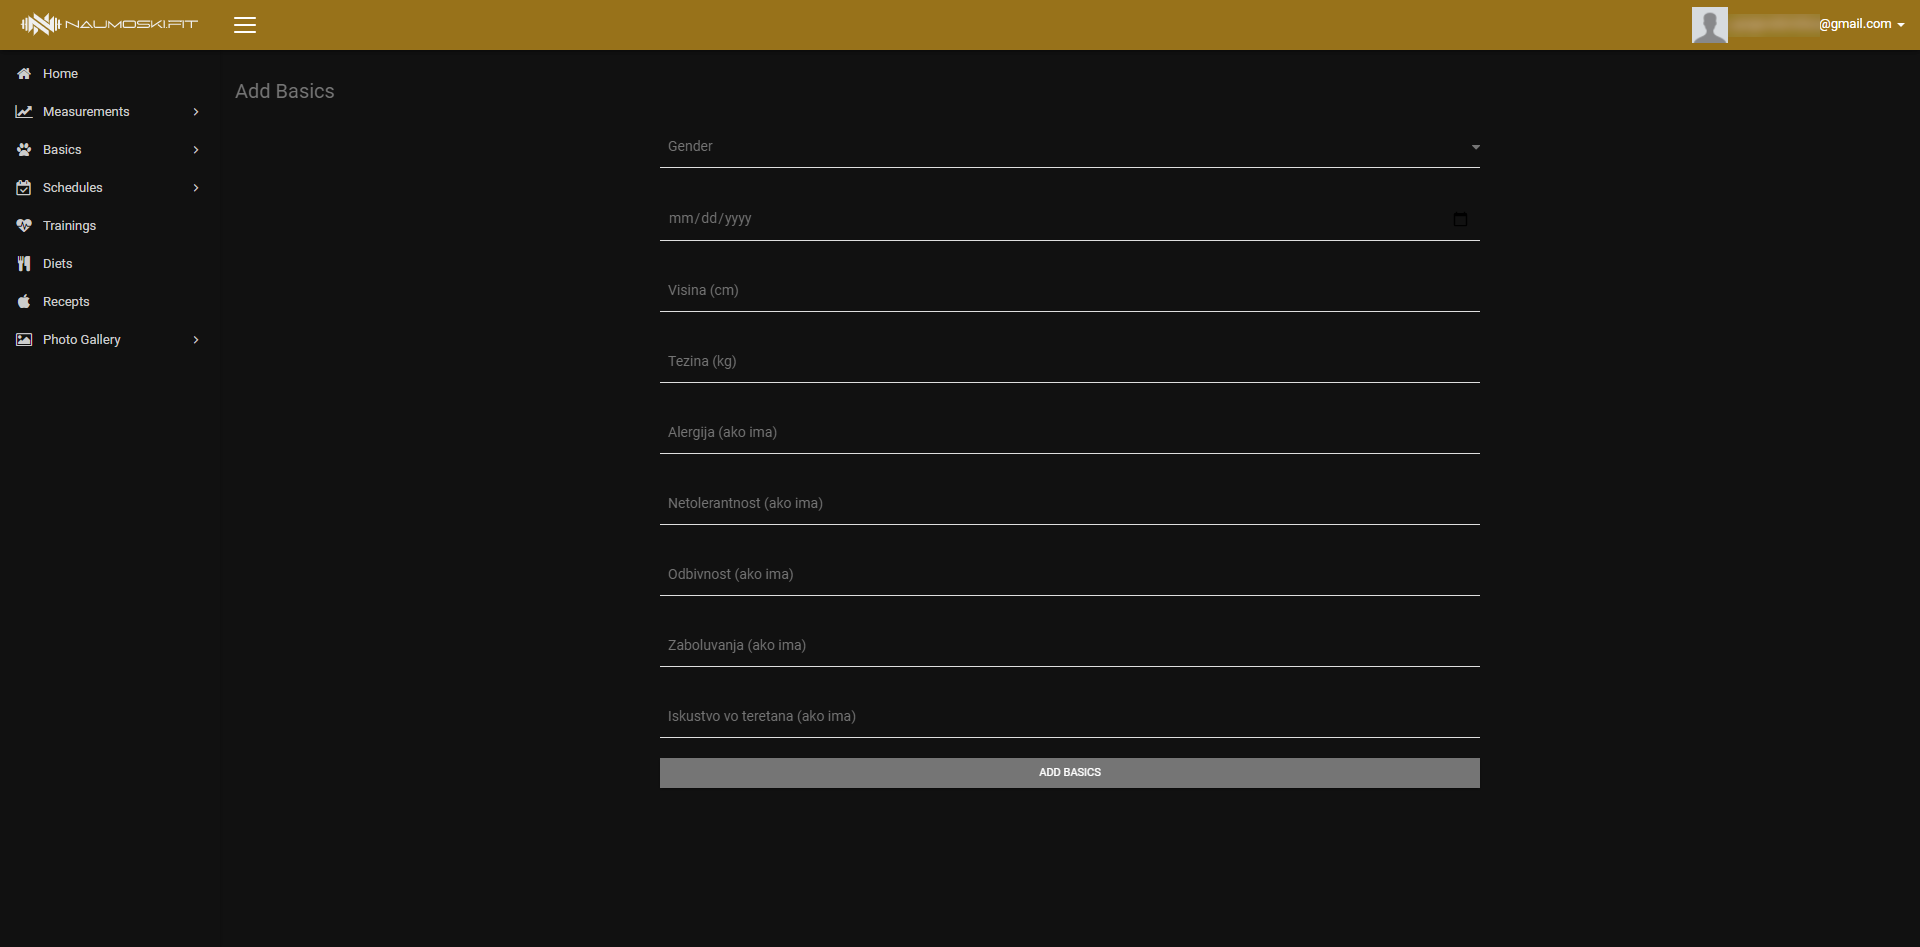 NAUMOSKI.FIT
@gmail.com
Home
Measurements
Basics
Schedules
Trainings
Diets
Recepts
Photo Gallery
Add Basics
Gender
mm/dd/yyyy
Visina (cm)
Tezina (kg)
Alergija (ako ima)
Netolerantnost (ako ima)
Odbivnost (ako ima)
Zaboluvanja (ako ima)
Iskustvo vo teretana (ako ima)
ADD BASICS